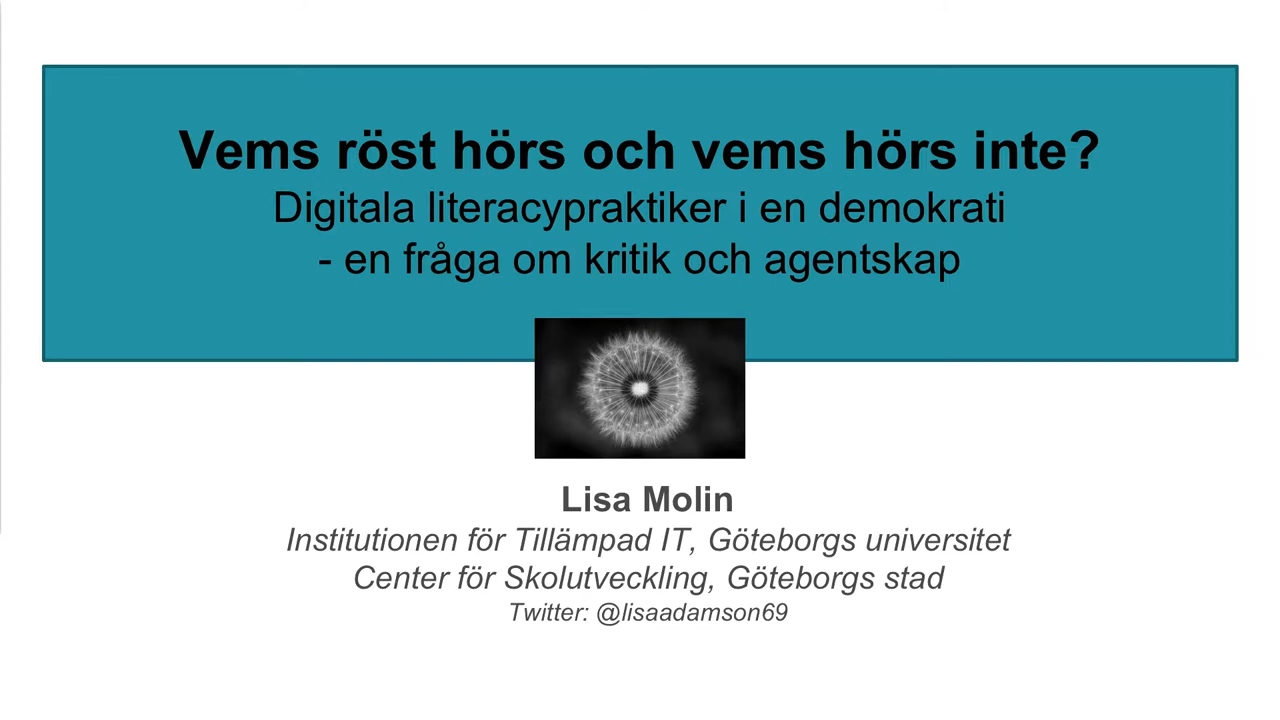 Vems röst hörs och vems hörs inte?
Digitala literacypraktiker i en demokrati
- en fråga om kritik och agentskap
Lisa Molin
Institutionen för Tillämpad IT, Göteborgs universitet
Center för Skolutveckling, Göteborgs stad
Twitter: @lisaadamson69